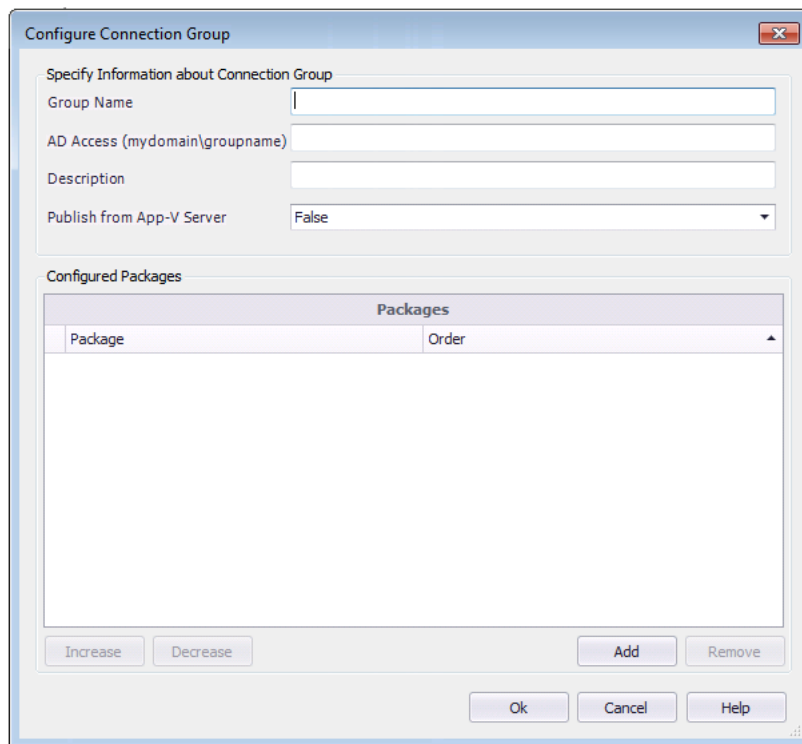 Configure Connection Group
Specify Information about Connection Group
Group Name
AD Access (mydomain\groupname)
Description
Publish from App-V Server False
Configured Packages
Packages
Package Order
Increase Decrease Add Remove
Ok Cancel Help